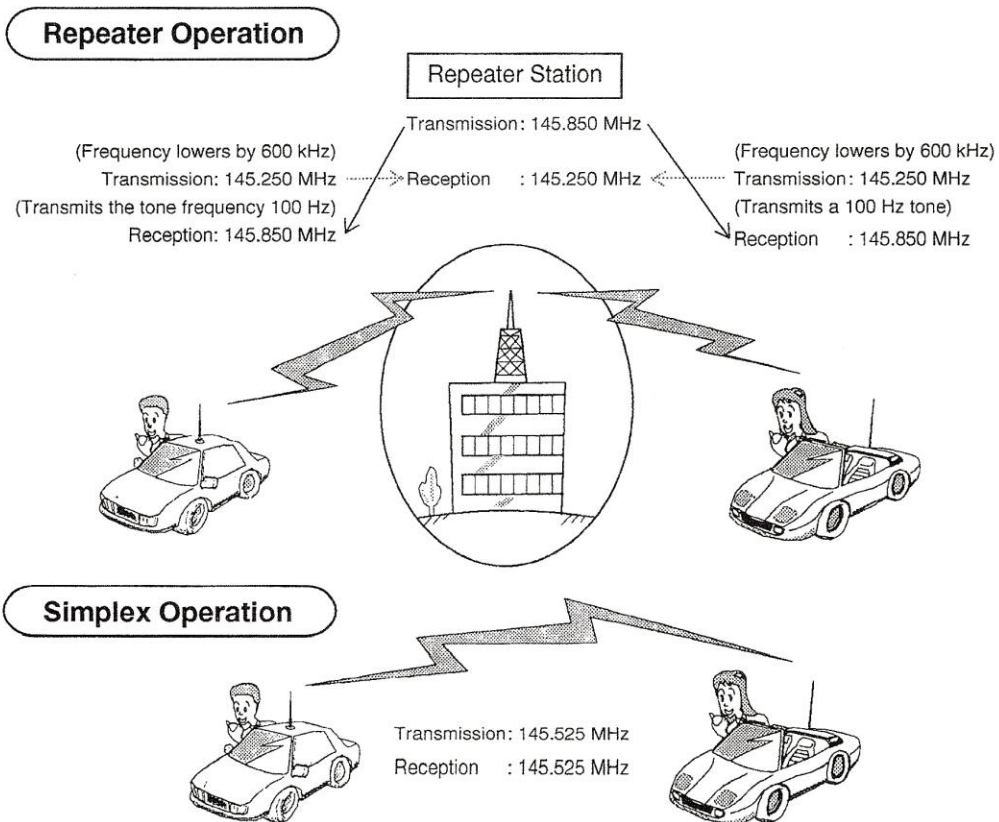 Repeater Operation
Repeater Station
Transmission: 145.850 MHz
(Frequency lowers by 600 kHz)
Transmission: 145.250 MHz
(Transmits the tone frequency 100 Hz)
Reception: 145.850 MHz
Reception : 145.250 MHz
(Frequency lowers by 600 kHz)
Transmission: 145.250 MHz
(Transmits a 100 Hz tone)
Reception : 145.850 MHz
Simplex Operation
Transmission: 145.525 MHz
Reception : 145.525 MHz